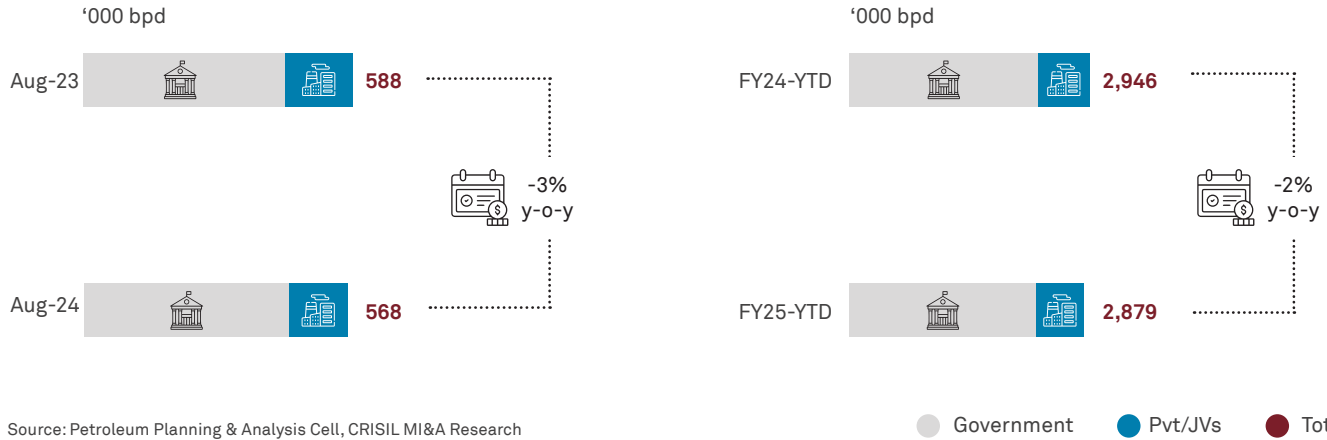 ‘000 bpd
Aug-23
588
-3%
y-o-y
Aug-24
568
‘000 bpd
FY24-YTD
2,946
-2%
y-o-y
FY25-YTD
2,879
Source: Petroleum Planning & Analysis Cell, CRISIL MI&A Research
Government
Pvt/JVs